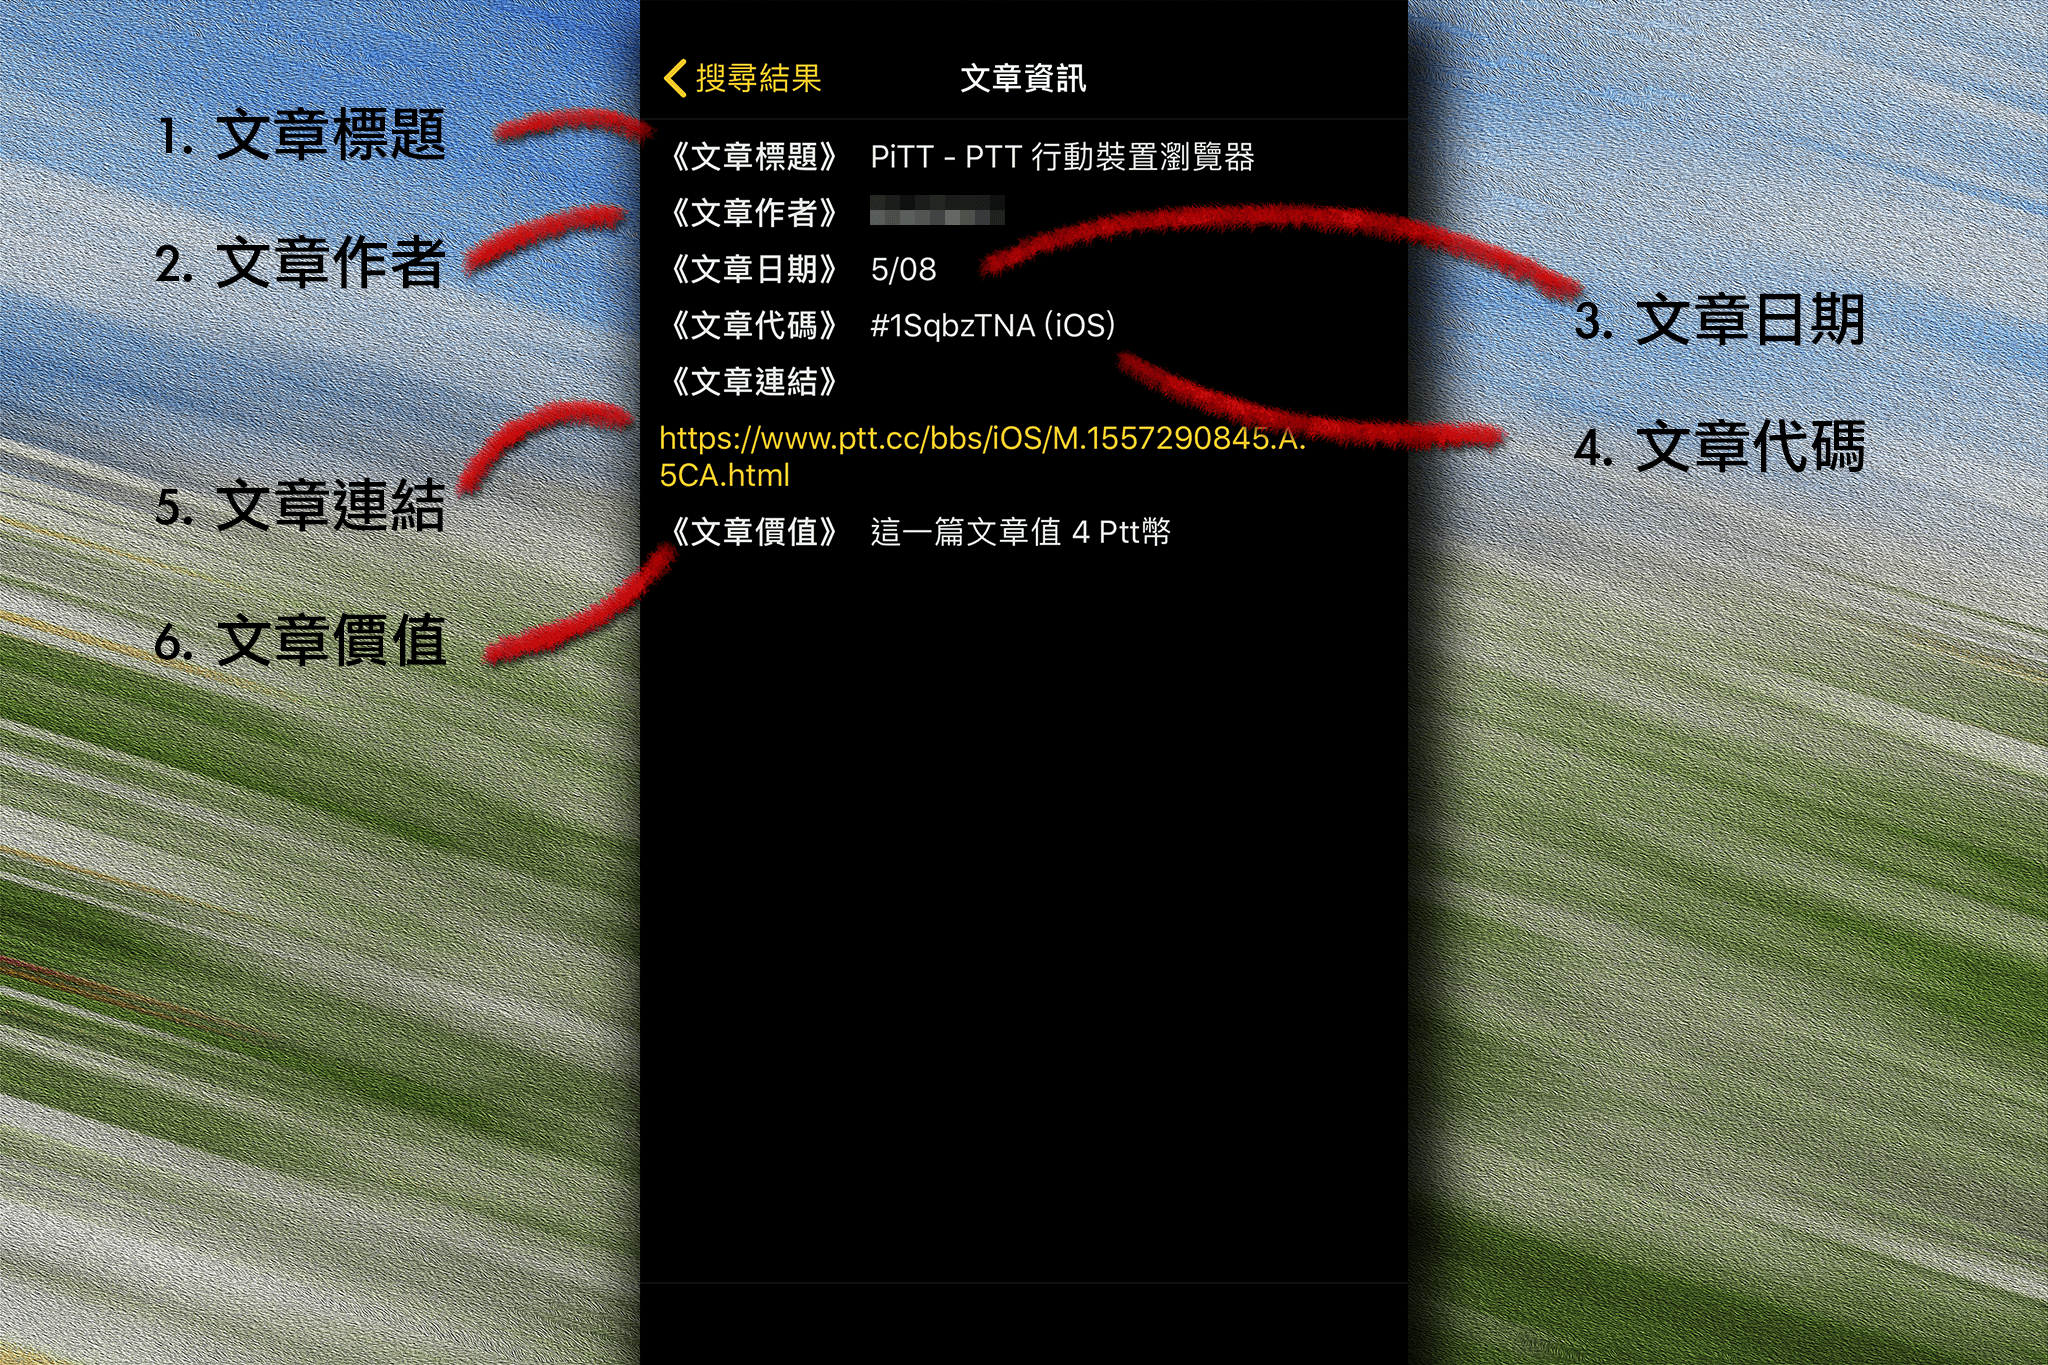 搜尋結果
文章資訊
1. 文章標題
《文章標題》 PiTT - PTT 行動裝置瀏覽器
2. 文章作者
《文章作者》
《文章日期》 5/08
3. 文章日期
《文章代碼》 #1SqbzTNA (iOS)
4. 文章代碼
《文章連結》
https://www.ptt.cc/bbs/iOS/M.1557290845.A.
5CA.html
5. 文章連結
《文章價值》 這一篇文章值 4 Ptt幣
6. 文章價值